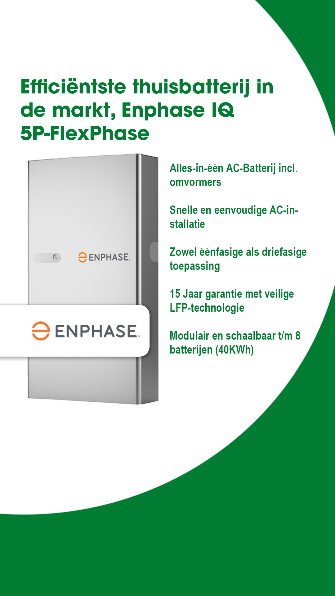 Efficiëntste thuisbatterij in
de markt, Enphase IQ
5P-FlexPhase
Alles-in-één AC-Batterij incl.
omvormers
Snelle en eenvoudige AC-in-
stallatie
Zowel éénfasige als driefasige
toepassing
15 Jaar garantie met veilige
LFP-technologie
Modulair en schaalbaar t/m 8
batterijen (40KWh)
ENPHASE.
ENPHASE.